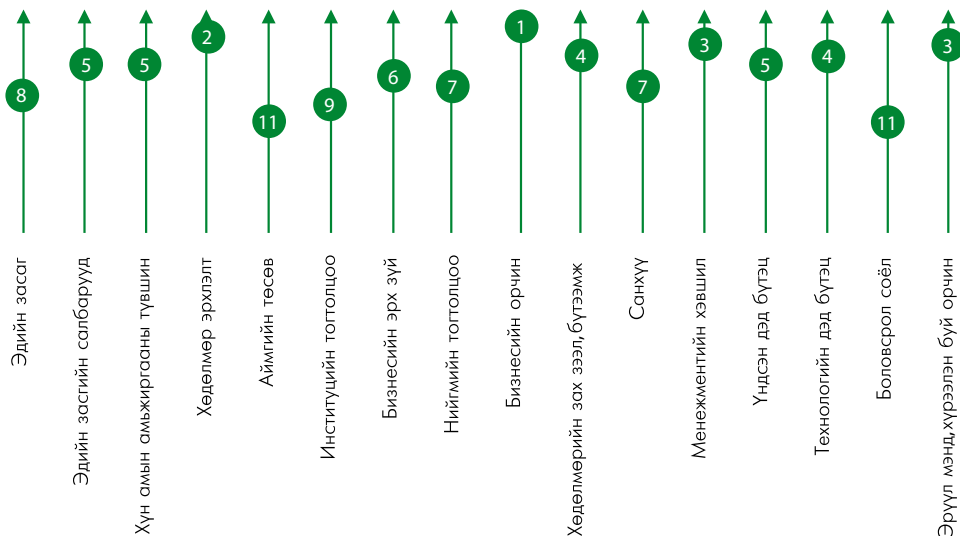 8
5
5
2
11
9
6
7
1
4
7
3
5
4
11
3
Эдийн засаг
Эдийн засгийн салбарууд
Хүн амын амьжиргааны түвшин
Хөдөлмөр эрхлэлт
Аймгийн төсөв
Институцийн тогтолцоо
Бизнесийн эрх зүй
Нийгмийн тогтолцоо
Бизнесийн орчин
Хөдөлмөрийн зах зээл, бүтээмж
Санхүү
Менежментийн хэвшил
Үндсэн дэд бүтэц
Технологийн дэд бүтэц
Боловсрол соёл
Эрүүл мэнд,хүрээлэн буй орчин